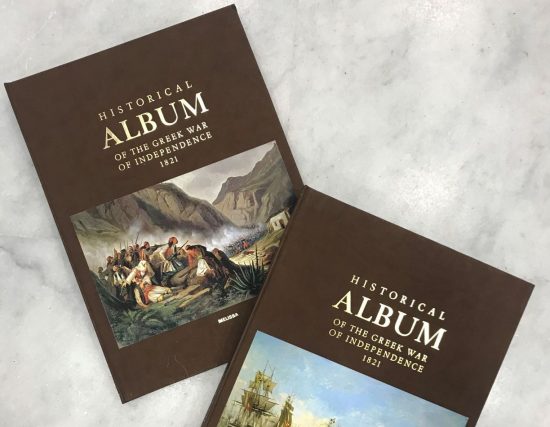 HISTORICAL
ALBUM
OF THE GREEK WAR
OF INDEPENDENCE
1821
MELISSA
HISTORICAL
ALBUM
OF THE GREEK WAR
OF INDEPENDENCE
1821